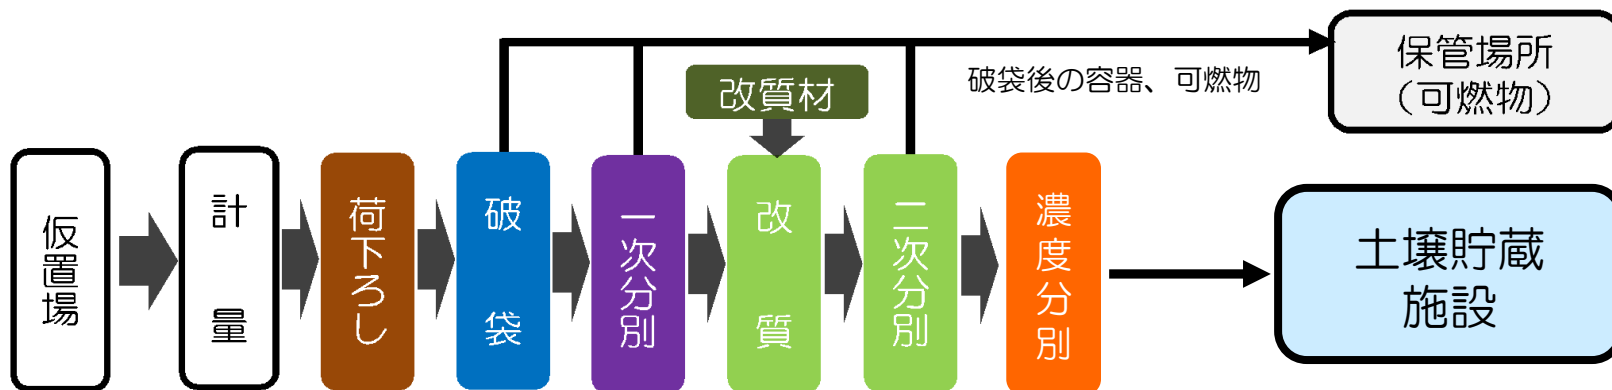 保管場所
（可燃物）
破袋後の容器、可燃物
改質材
仮置場
計量
荷下ろし
破袋
一次分別
改質
二次分別
濃度分別
土壌貯蔵
施設